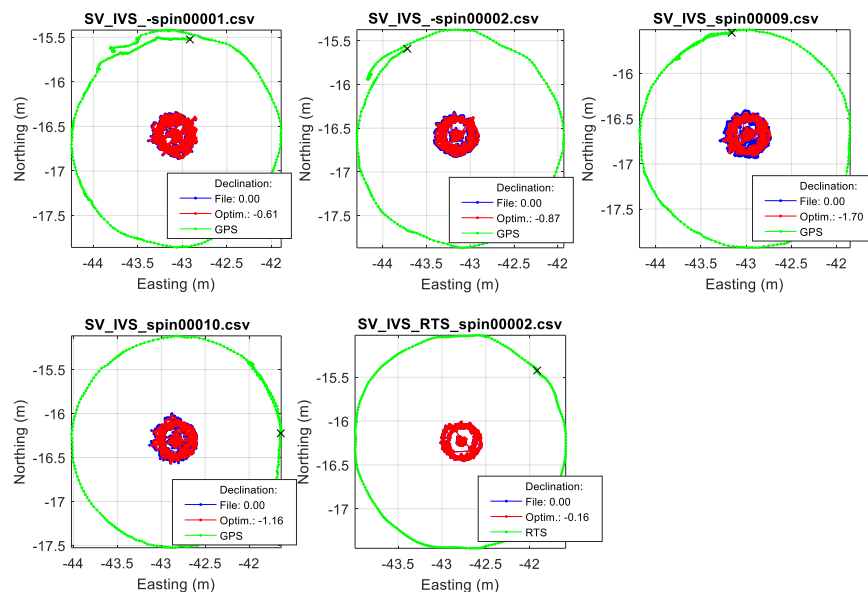 SV_IVS_-spin00001.csv
-15.5
-16
-16.5
-17
-17.5
Northing (m)
Declination:
File: 0.00
Optim.: -0.61
GPS
-44 -43.5 -43 -42.5 -42
Easting (m)
SV_IVS_-spin00002.csv
-15.5
-16
-16.5
-17
-17.5
Northing (m)
Declination:
File: 0.00
Optim.: -0.87
GPS
-44 -43.5 -43 -42.5 -42
Easting (m)
SV_IVS_-spin00009.csv
-16
-16.5
-17
-17.5
Northing (m)
Declination:
File: 0.00
Optim.: -1.70
GPS
-44 -43.5 -43 -42.5 -42
Easting (m)
SV_IVS_spin00010.csv
-15.5
-16
-16.5
-17
-17.5
Northing (m)
Declination:
File: 0.00
Optim.: -1.16
GPS
-44 -43.5 -43 -42.5 -42
Easting (m)
SV_IVS_RTS_spin00002.csv
-15.5
-16
-16.5
-17
Northing (m)
Declination:
File: 0.00
Optim.: -0.16
RTS
-43.5 -43 -42.5 -42
Easting (m)